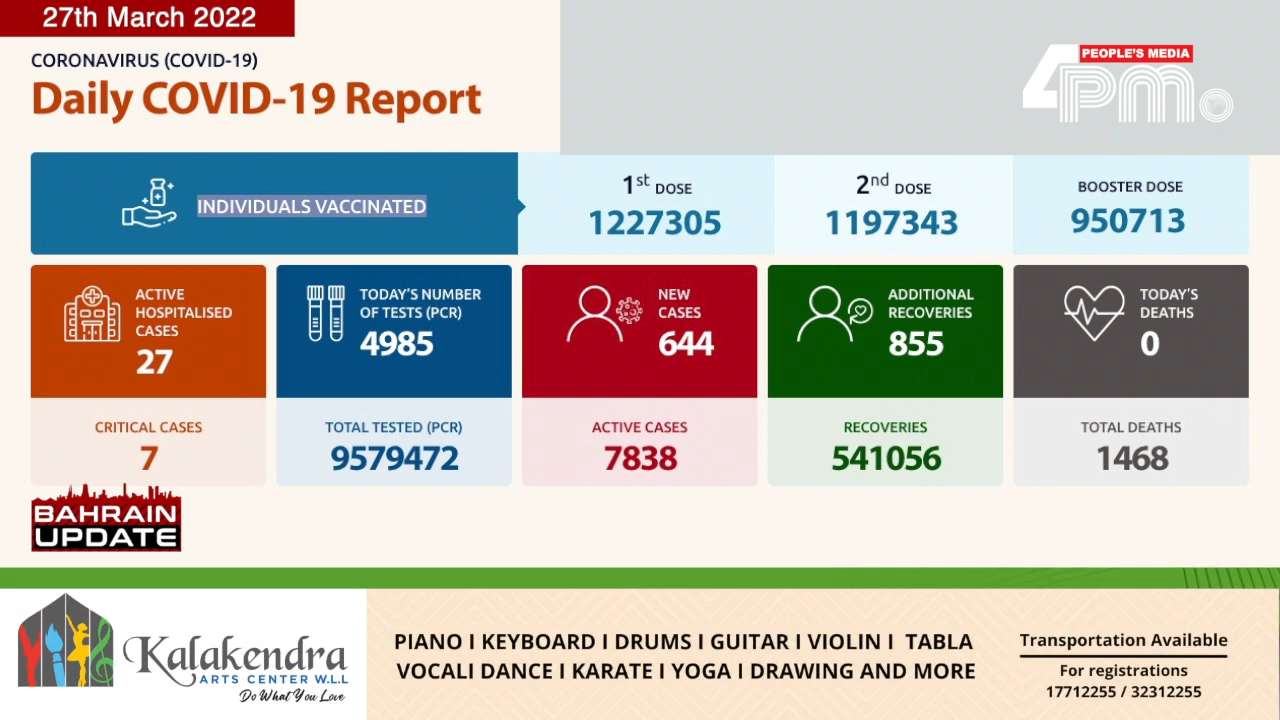 27th March 2022
CORONAVIRUS (COVID-19)
Daily COVID-19 Report
PEOPLE'S MEDIA
4PM
INDIVIDUALS VACCINATED
1st DOSE
1227305
2nd DOSE
1197343
BOOSTER DOSE
950713
ACTIVE
HOSPITALISED
CASES
27
TODAY'S NUMBER
OF TESTS (PCR)
4985
NEW
CASES
644
ADDITIONAL
RECOVERIES
855
TODAY'S
DEATHS
0
CRITICAL CASES
7
TOTAL TESTED (PCR)
9579472
ACTIVE CASES
7838
RECOVERIES
541056
TOTAL DEATHS
1468
BAHRAIN
UPDATE
Kalakendra
ARTS CENTER W.L.L
Do What You Love
PIANO I KEYBOARD I DRUMS I GUITAR I VIOLIN I TABLA
VOCALI DANCE I KARATE I YOGA I DRAWING AND MORE
Transportation Available
For registrations
17712255 / 32312255